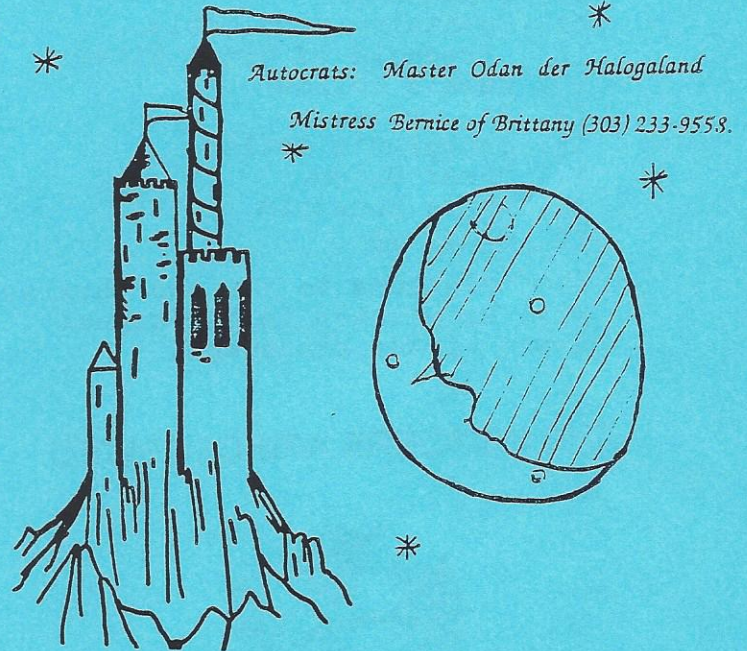 Autocrats: Master Odan der Halogaland
Mistress Bernice of Brittany (303) 233-9558.